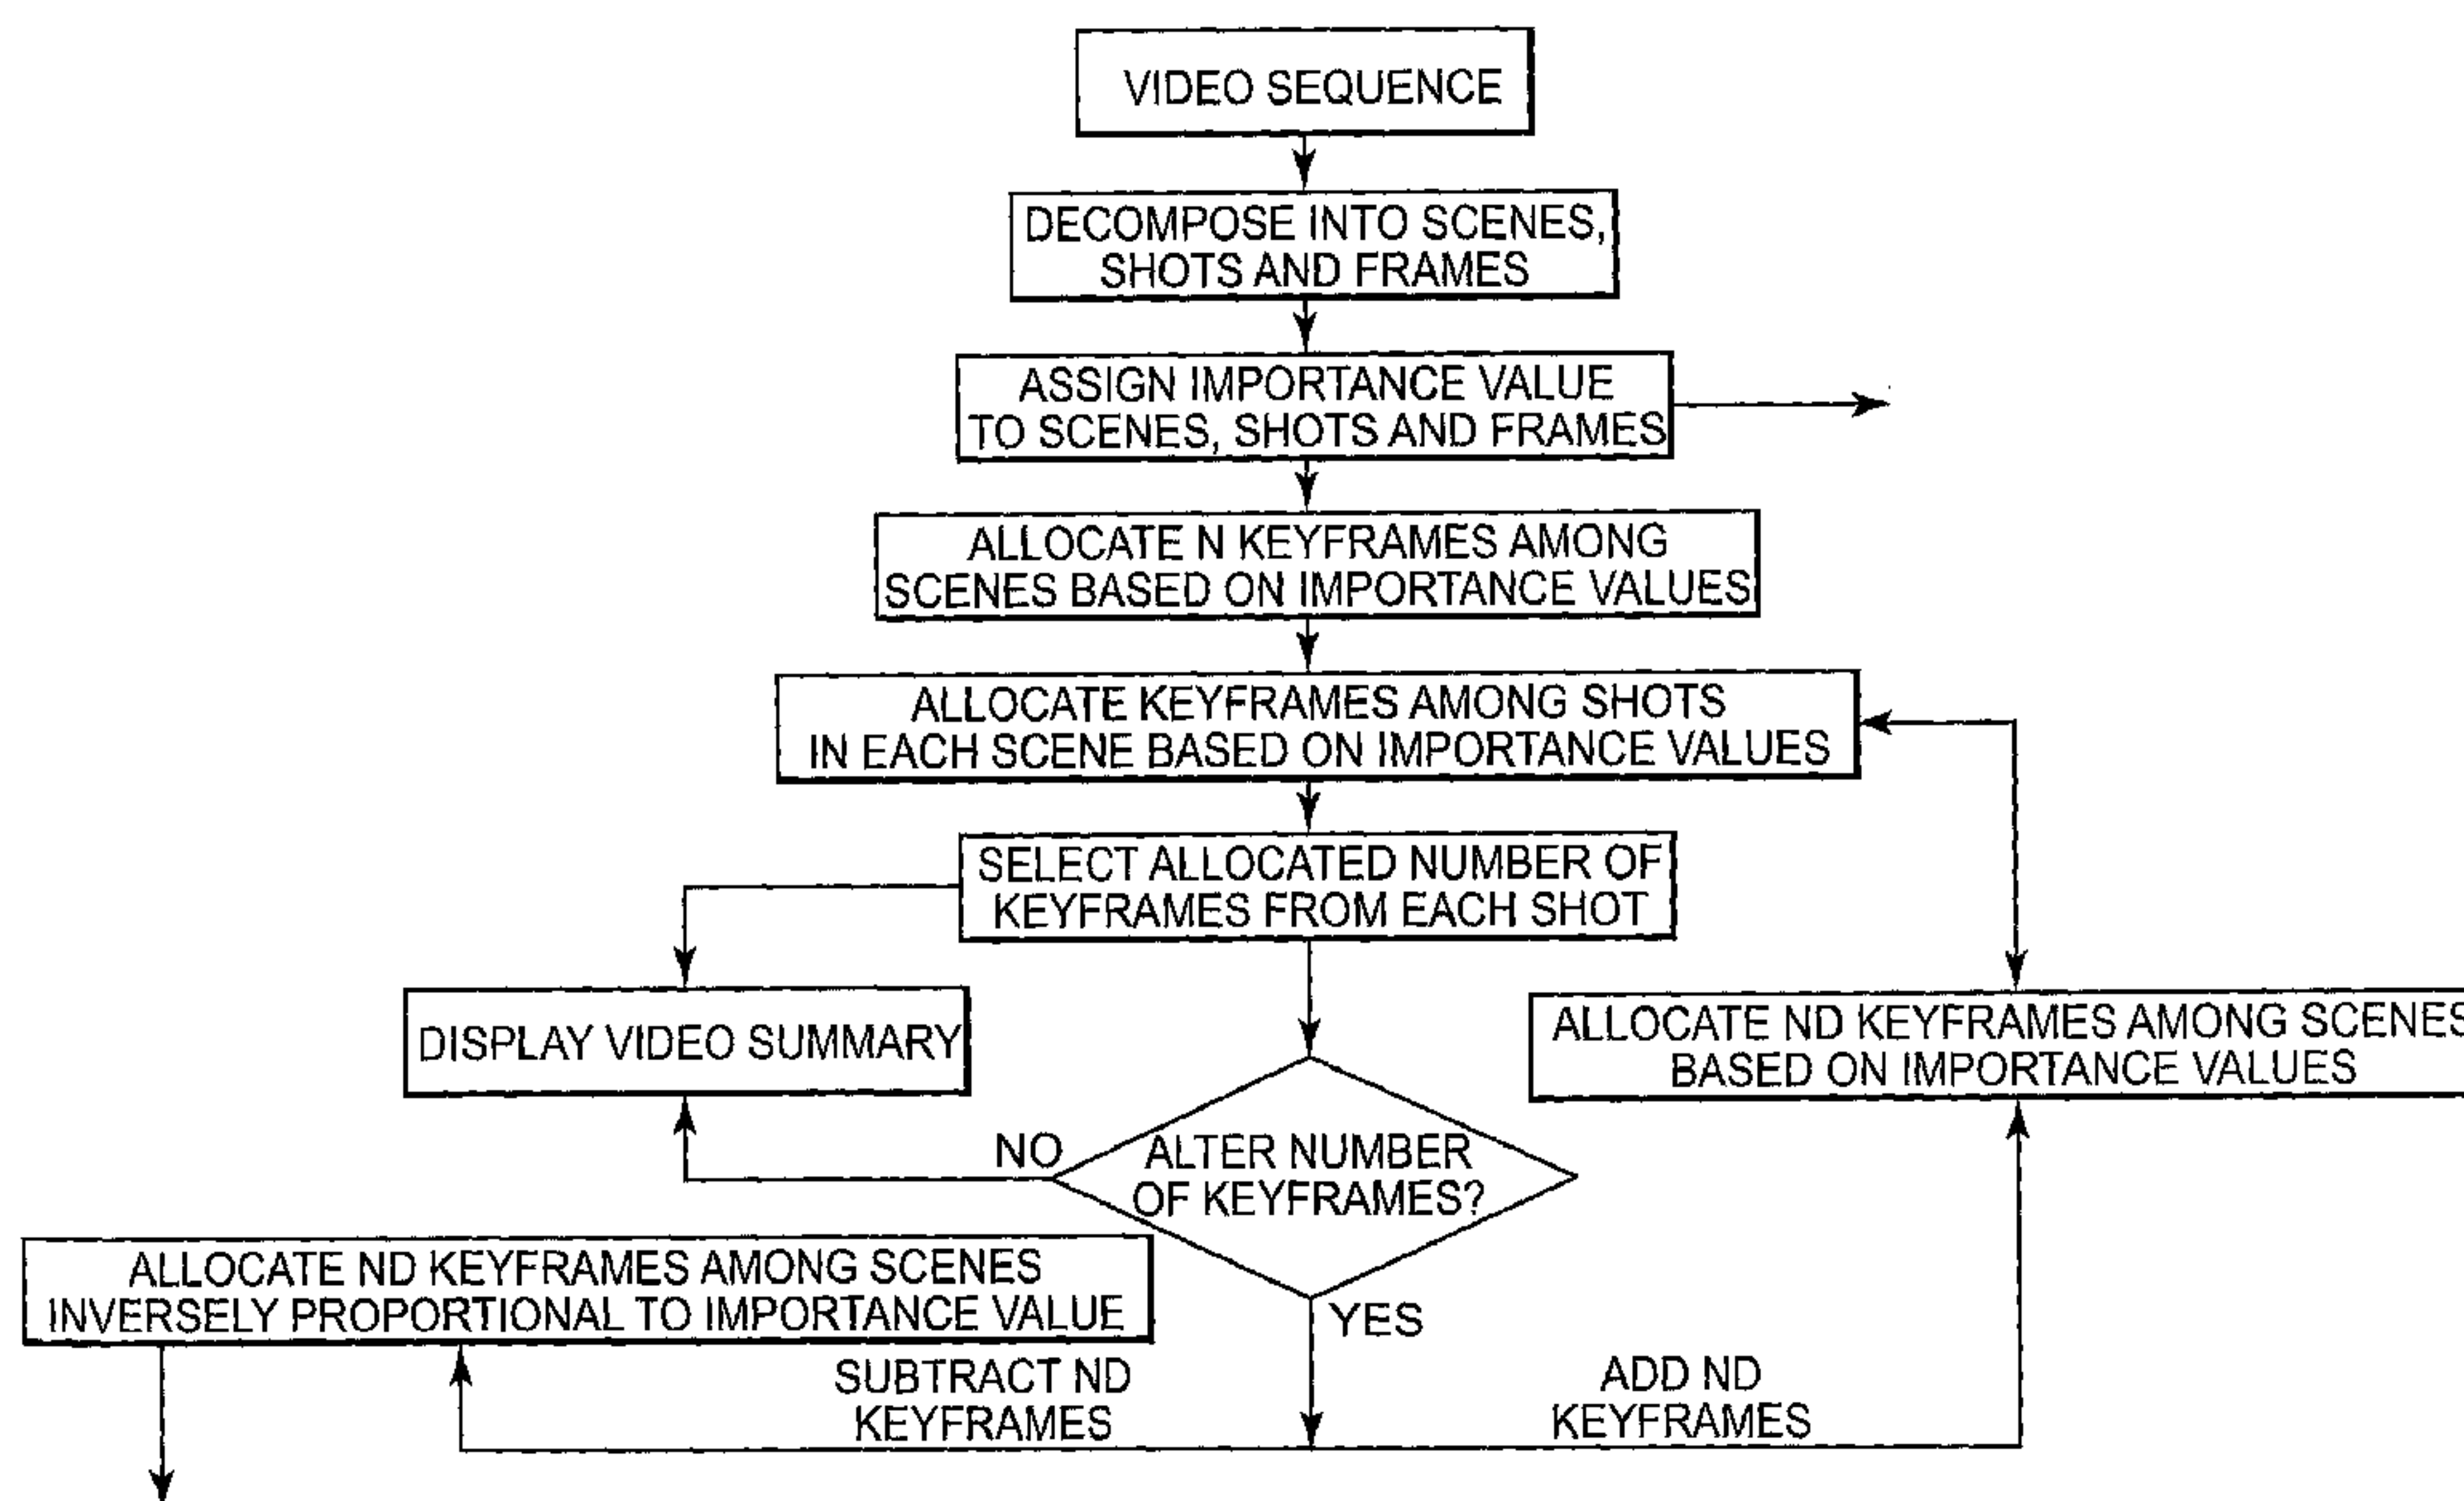 VIDEO SEQUENCE
DECOMPOSE INTO SCENES,
SHOTS AND FRAMES
ASSIGN IMPORTANCE VALUE
TO SCENES, SHOTS AND FRAMES
ALLOCATE N KEYFRAMES AMONG
SCENES BASED ON IMPORTANCE VALUES
ALLOCATE KEYFRAMES AMONG SHOTS
IN EACH SCENE BASED ON IMPORTANCE VALUES
SELECT ALLOCATED NUMBER OF
KEYFRAMES FROM EACH SHOT
DISPLAY VIDEO SUMMARY
ALLOCATE ND KEYFRAMES AMONG SCENES
BASED ON IMPORTANCE VALUES
NO
ALTER NUMBER
OF KEYFRAMES?
YES
ALLOCATE ND KEYFRAMES AMONG SCENES
INVERSELY PROPORTIONAL TO IMPORTANCE VALUE
SUBTRACT ND
KEYFRAMES
ADD ND
KEYFRAMES